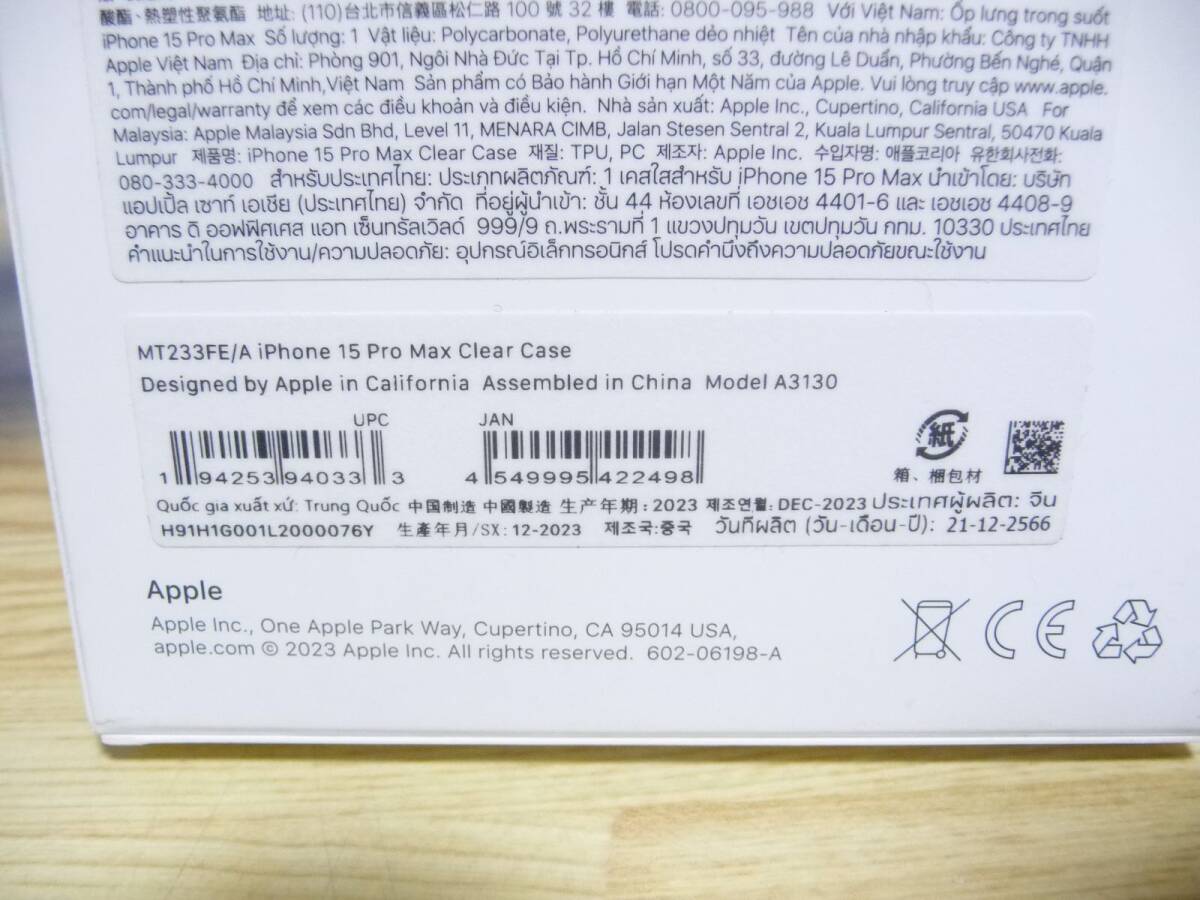 酸酯、熱塑性聚氨酯 地址: (110)台北市信義區松仁路 100 號 32 樓 電話: 0800-095-988 Với Việt Nam: Ốp lưng trong suốt
iPhone 15 Pro Max Số lượng: 1 Vật liệu: Polycarbonate, Polyurethane dẻo nhiệt Tên của nhà nhập khẩu: Công ty TNHH
Apple Việt Nam Địa chỉ: Phòng 901, Ngôi Nhà Đức Tại Tp. Hồ Chí Minh, số 33, đường Lê Duẩn, Phường Bến Nghé, Quận
1, Thành phố Hồ Chí Minh,Việt Nam Sản phẩm có Bảo hành Giới hạn Một Năm của Apple. Vui lòng truy cập www.apple.
com/legal/warranty để xem các điều khoản và điều kiện. Nhà sản xuất: Apple Inc., Cupertino, California USA For
Malaysia: Apple Malaysia Sdn Bhd, Level 11, MENARA CIMB, Jalan Stesen Sentral 2, Kuala Lumpur Sentral, 50470 Kuala
Lumpur 제품명: iPhone 15 Pro Max Clear Case 재질: TPU, PC 제조자: Apple Inc. 수입자명: 애플코리아 유한회사전화:
080-333-4000 สำหรับประเทศไทย: ประเภทผลิตภัณฑ์: 1 เคสใสสำหรับ iPhone 15 Pro Max นำเข้าโดย: บริษัท
แอปเปิ้ล เซาท์ เอเชีย (ประเทศไทย) จำกัด ที่อยู่ผู้นำเข้า: ชั้น 44 ห้องเลขที่ เอชเอช 4401-6 และ เอชเอช 4408-9
อาคาร ดิ ออฟฟิศเศส แอท เซ็นทรัลเวิลด์ 999/9 ถ.พระรามที่ 1 แขวงปทุมวัน เขตปทุมวัน กทม. 10330 ประเทศไทย
คำแนะนำในการใช้งาน/ความปลอดภัย: อุปกรณ์อิเล็กทรอนิกส์ โปรดคำนึงถึงความปลอดภัยขณะใช้งาน
MT233FE/A iPhone 15 Pro Max Clear Case
Designed by Apple in California Assembled in China Model A3130
UPC JAN
1 94253 94033 3 4 549995 422498
紙
箱、梱包材
Quốc gia xuất xứ: Trung Quốc 中国制造 中國製造 生产年期: 2023 제조연월: DEC-2023 ประเทศผู้ผลิต: จีน
H91H1G001L2000076Y 生產年月/SX: 12-2023 제조국:중국 วันที่ผลิต (วัน-เดือน-ปี): 21-12-2566
Apple
Apple Inc., One Apple Park Way, Cupertino, CA 95014 USA,
apple.com © 2023 Apple Inc. All rights reserved. 602-06198-A
CE